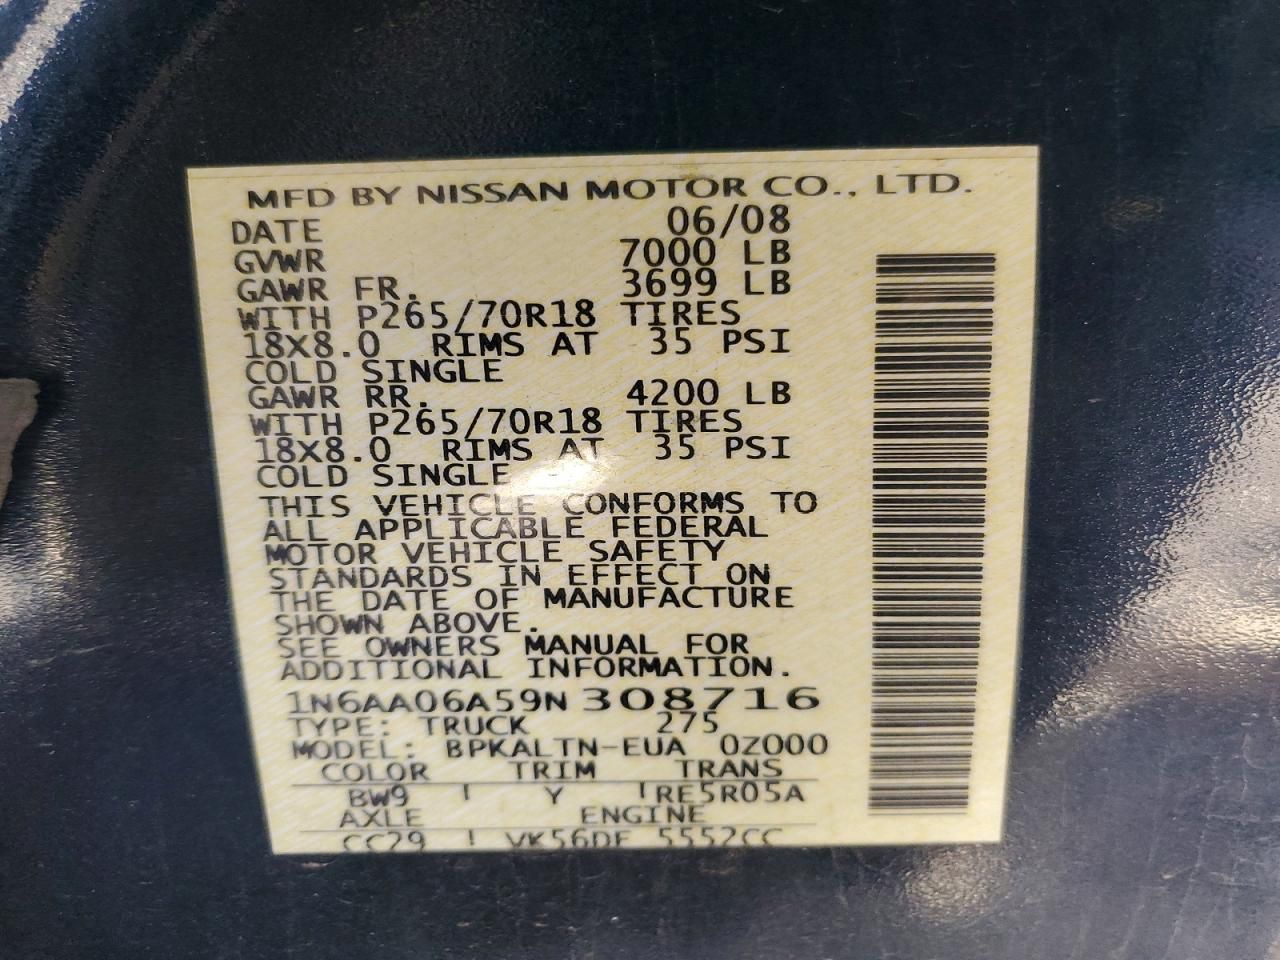 MFD BY NISSAN MOTOR CO., LTD.
DATE 06/08
GVWR 7000 LB
GAWR FR. 3699 LB
WITH P265/70R18 TIRES
18X8.0 RIMS AT 35 PSI
COLD SINGLE
GAWR RR. 4200 LB
WITH P265/70R18 TIRES
18X8.0 RIMS AT 35 PSI
COLD SINGLE
THIS VEHICLE CONFORMS TO
ALL APPLICABLE FEDERAL
MOTOR VEHICLE SAFETY
STANDARDS IN EFFECT ON
THE DATE OF MANUFACTURE
SHOWN ABOVE.
SEE OWNERS MANUAL FOR
ADDITIONAL INFORMATION.
1N6AA06A59N308716
TYPE: TRUCK 275
MODEL: BPKALTN-EUA 0Z000
COLOR TRIM TRANS
BW9 Y RE5R05A
AXLE ENGINE
CC29 VK56DE 5552CC